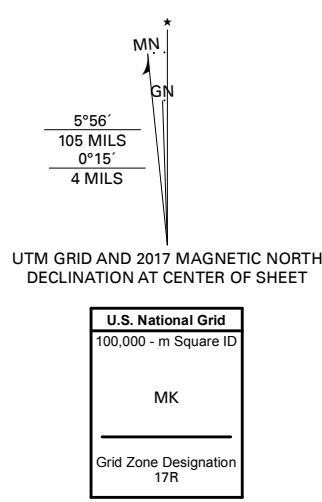 MN
GN
5°56´
105 MILS
0°15´
4 MILS
UTM GRID AND 2017 MAGNETIC NORTH
DECLINATION AT CENTER OF SHEET
U.S. National Grid
100,000 - m Square ID
MK
Grid Zone Designation
17R